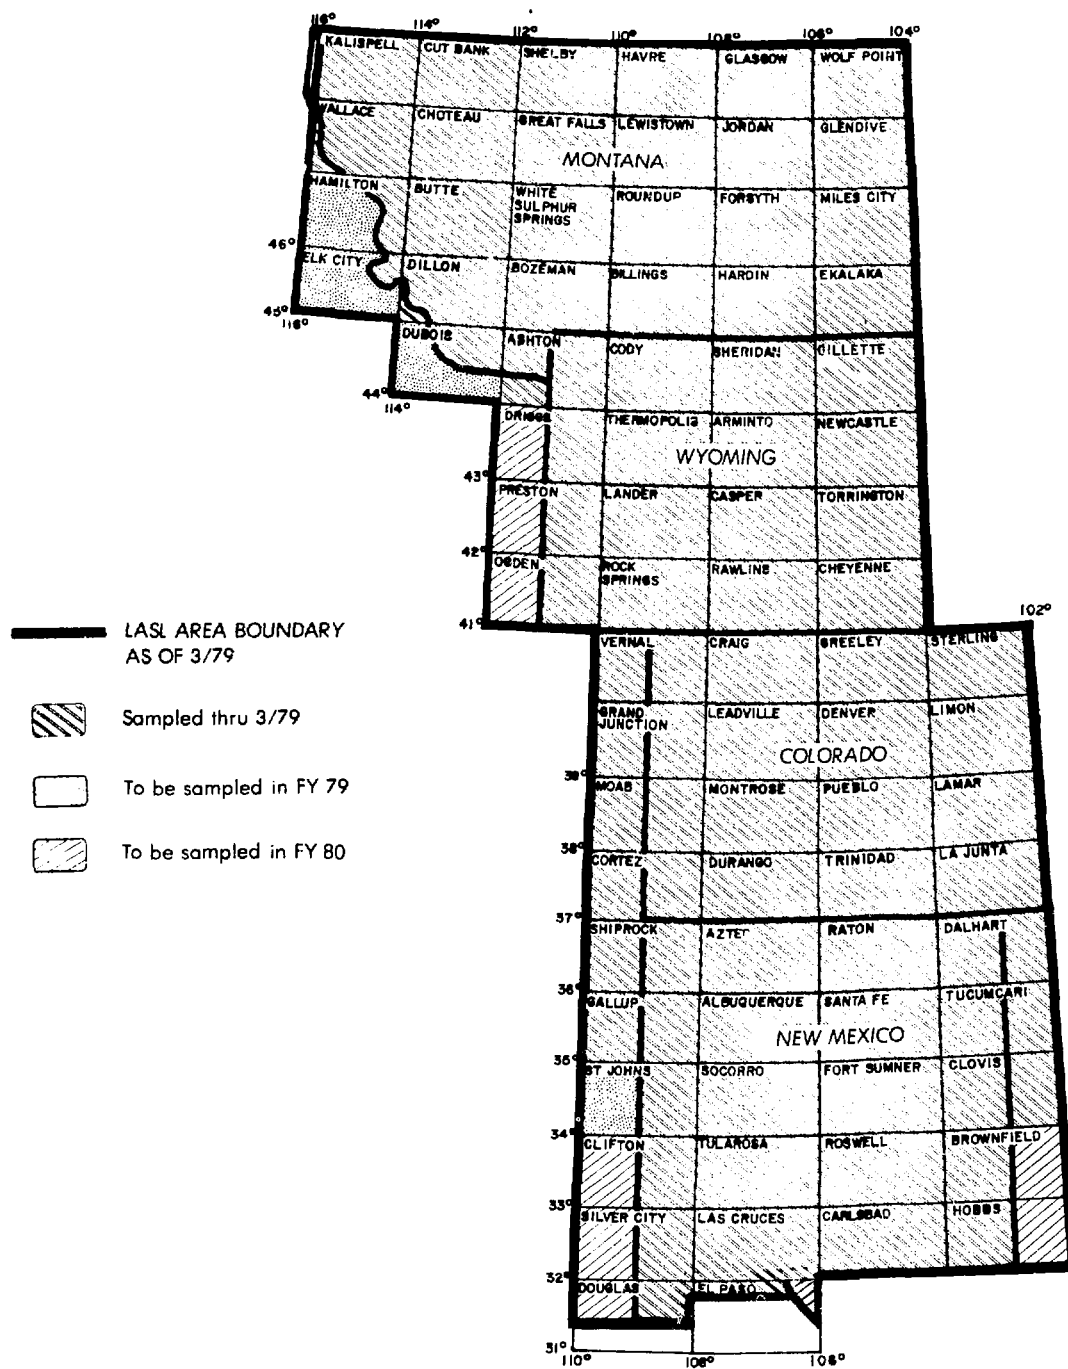 116° 114° 112° 110° 108° 106° 104°
KALISPELL CUT BANK SHELBY HAVRE GLASGOW WOLF POINT
WALLACE CHOTEAU GREAT FALLS LEWISTOWN JORDAN GLENDIVE
MONTANA
HAMILTON BUTTE WHITE SULPHUR SPRINGS ROUNDUP FORSYTH MILES CITY
46°
ELK CITY DILLON BOZEMAN BILLINGS HARDIN EKALAKA
45°
116°
DUBOIS ASHTON CODY SHERIDAN GILLETTE
44°
114°
DRIGGS THERMOPOLIS ARMINTO NEWCASTLE
WYOMING
43°
PRESTON LANDER CASPER TORRINGTON
42°
OGDEN ROCK SPRINGS RAWLINS CHEYENNE
41°
102°
LASL AREA BOUNDARY
AS OF 3/79
Sampled thru 3/79
To be sampled in FY 79
To be sampled in FY 80
VERNAL CRAIG GREELEY STERLING
GRAND JUNCTION LEADVILLE DENVER LIMON
COLORADO
39°
MOAB MONTROSE PUEBLO LAMAR
38°
CORTEZ DURANGO TRINIDAD LA JUNTA
37°
SHIPROCK AZTEC RATON DALHART
36°
GALLUP ALBUQUERQUE SANTA FE TUCUMCARI
NEW MEXICO
35°
ST JOHNS SOCORRO FORT SUMNER CLOVIS
34°
CLIFTON TULAROSA ROSWELL BROWNFIELD
33°
SILVER CITY LAS CRUCES CARLSBAD HOBBS
32°
DOUGLAS EL PASO
31°
110° 108° 106°